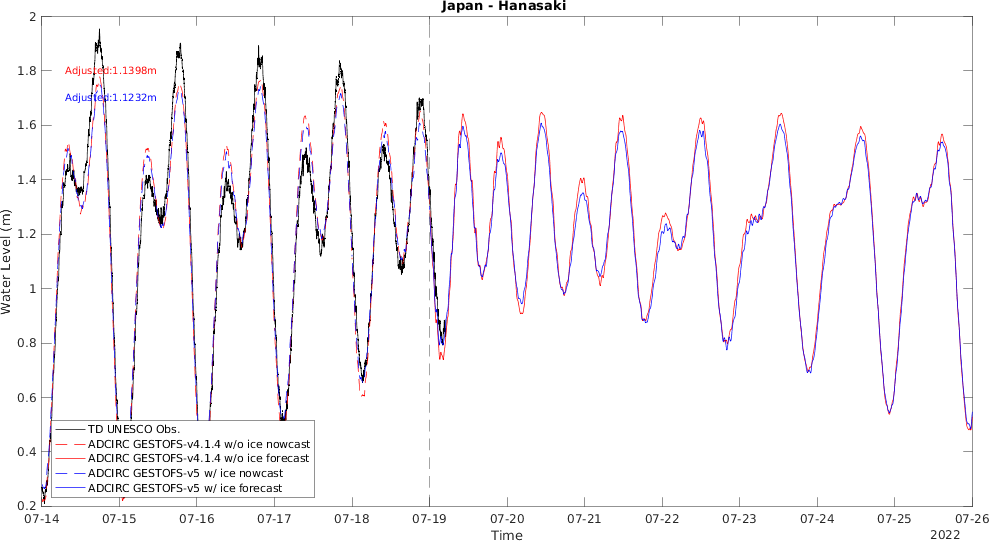 Japan - Hanasaki
Water Level (m)
2
1.8
1.6
1.4
1.2
1
0.8
0.6
0.4
0.2
Adjusted:1.1398m
Adjusted:1.1232m
TD UNESCO Obs.
ADCIRC GESTOFS-v4.1.4 w/o ice nowcast
ADCIRC GESTOFS-v4.1.4 w/o ice forecast
ADCIRC GESTOFS-v5 w/ ice nowcast
ADCIRC GESTOFS-v5 w/ ice forecast
07-14 07-15 07-16 07-17 07-18 07-19 07-20 07-21 07-22 07-23 07-24 07-25 07-26
Time
2022